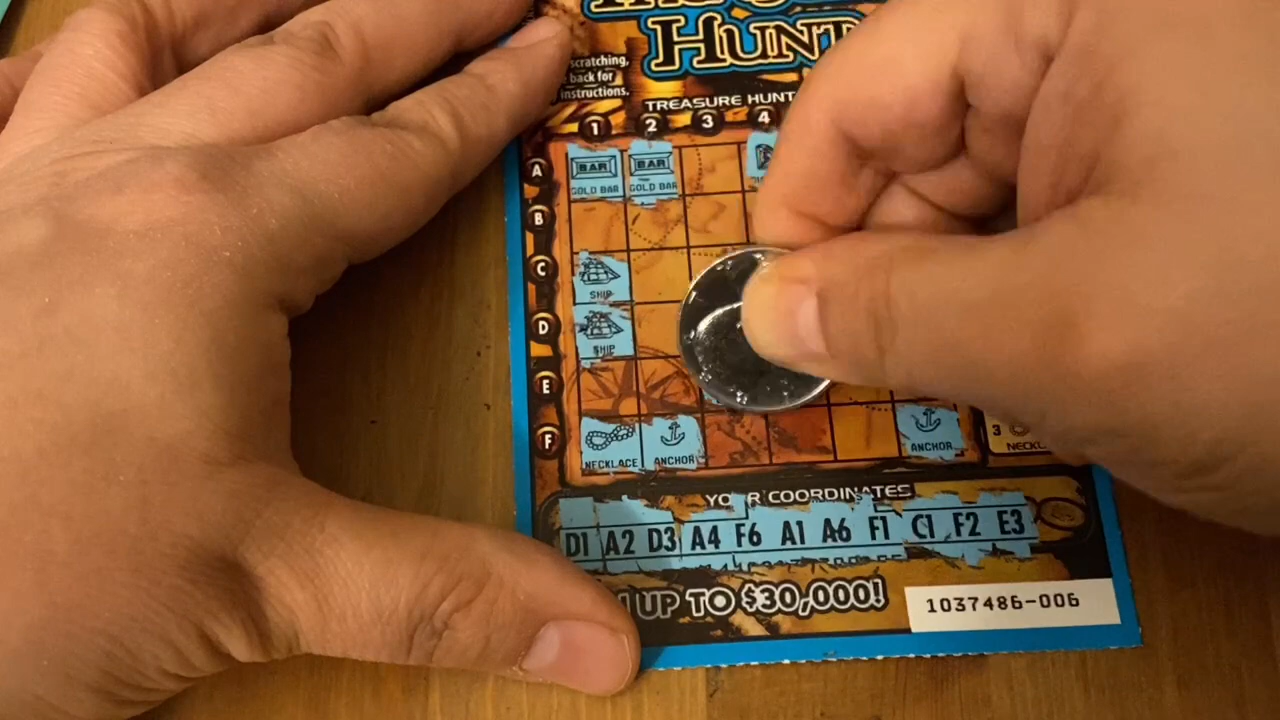 HUNT
scratching,
back for
instructions.
TREASURE HUNT
1 2 3 4
A BAR BAR
GOLD BAR GOLD BAR
B
C
SHIP
D
SHIP
E
F
NECKLACE ANCHOR ANCHOR
3
YOUR COORDINATES
D1 A2 D3 A4 F6 A1 A6 F1 C1 F2 E3
UP TO $30,000!
1037486-006